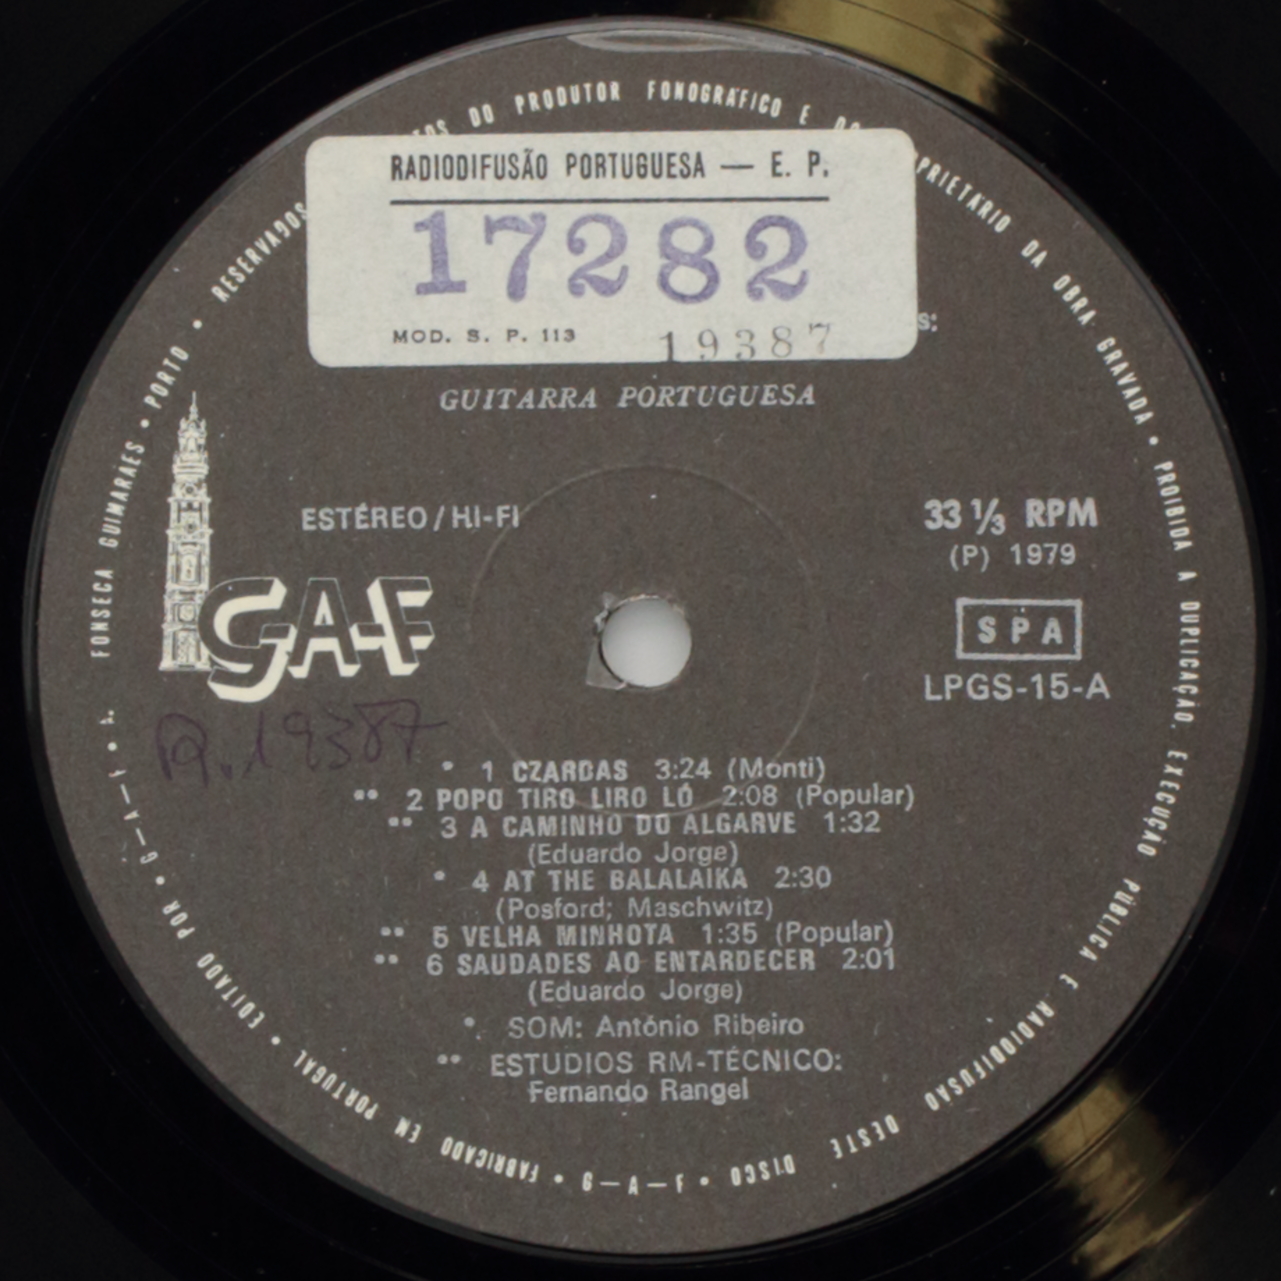 FONSECA GUIMARAES • PORTO • RESERVADOS DO PRODUTOR FONOGRÁFICO E DA OBRA GRAVADA • PROIBIDA A DUPLICAÇÃO, EXECUÇÃO PÚBLICA E RADIODIFUSÃO DESTE DISCO • G-A-F • FABRICADO EM PORTUGAL • EDITADO POR • G-A-F •
RADIODIFUSÃO PORTUGUESA — E. P.
17282
MOD. S. P. 113 19387
GUITARRA PORTUGUESA
ESTÉREO / HI-FI
33 ⅓ RPM
(P) 1979
GAF
SPA
LPGS-15-A
R.19387
* 1 CZARDAS 3:24 (Monti)
** 2 POPO TIRO LIRO LÓ 2:08 (Popular)
** 3 A CAMINHO DO ALGARVE 1:32
(Eduardo Jorge)
* 4 AT THE BALALAIKA 2:30
(Posford; Maschwitz)
** 5 VELHA MINHOTA 1:35 (Popular)
** 6 SAUDADES AO ENTARDECER 2:01
(Eduardo Jorge)
* SOM: António Ribeiro
** ESTUDIOS RM-TÉCNICO:
Fernando Rangel